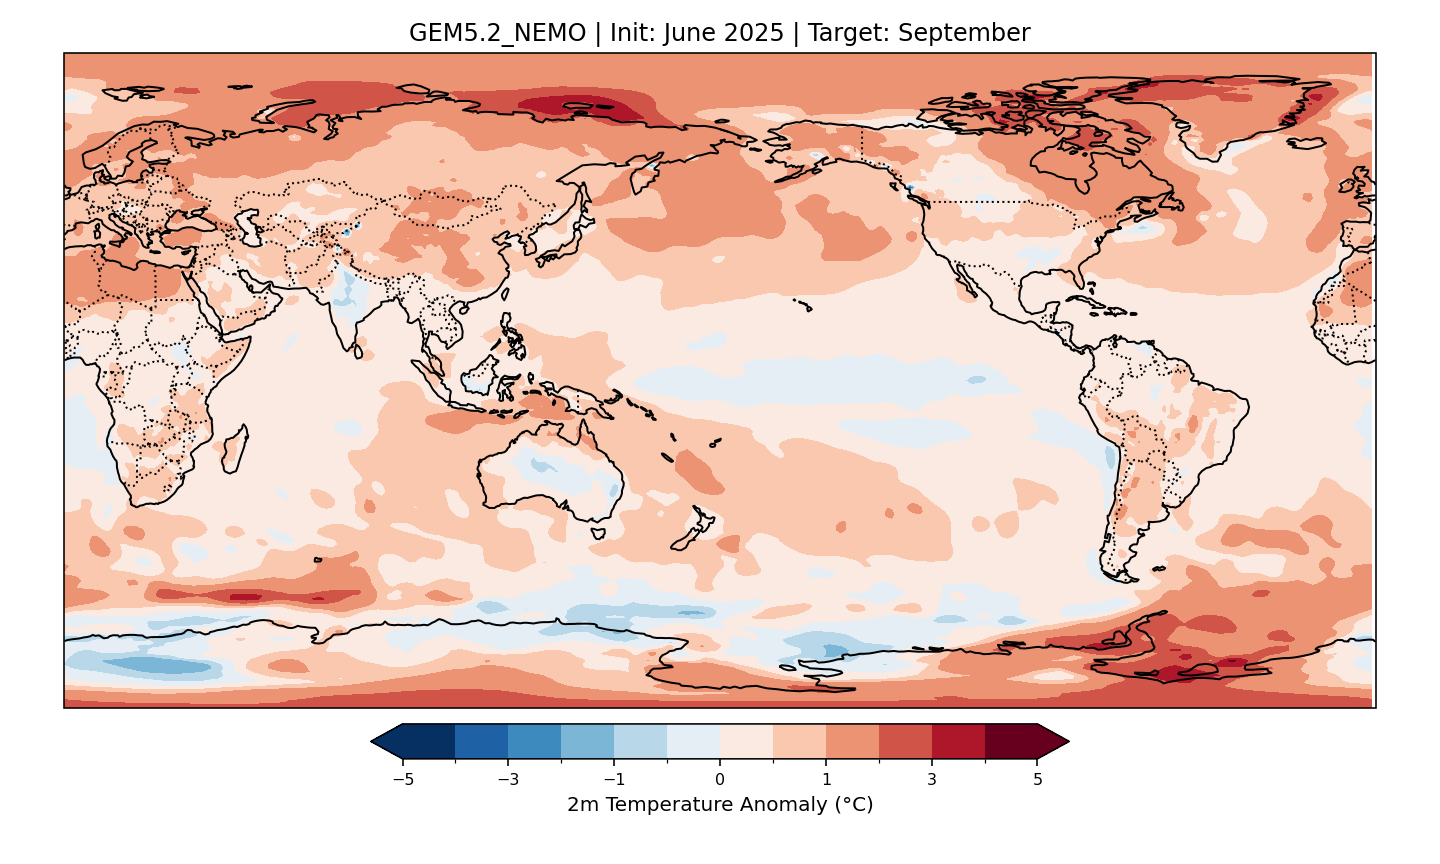 GEM5.2_NEMO | Init: June 2025 | Target: September
−5 −3 −1 0 1 3 5
2m Temperature Anomaly (°C)